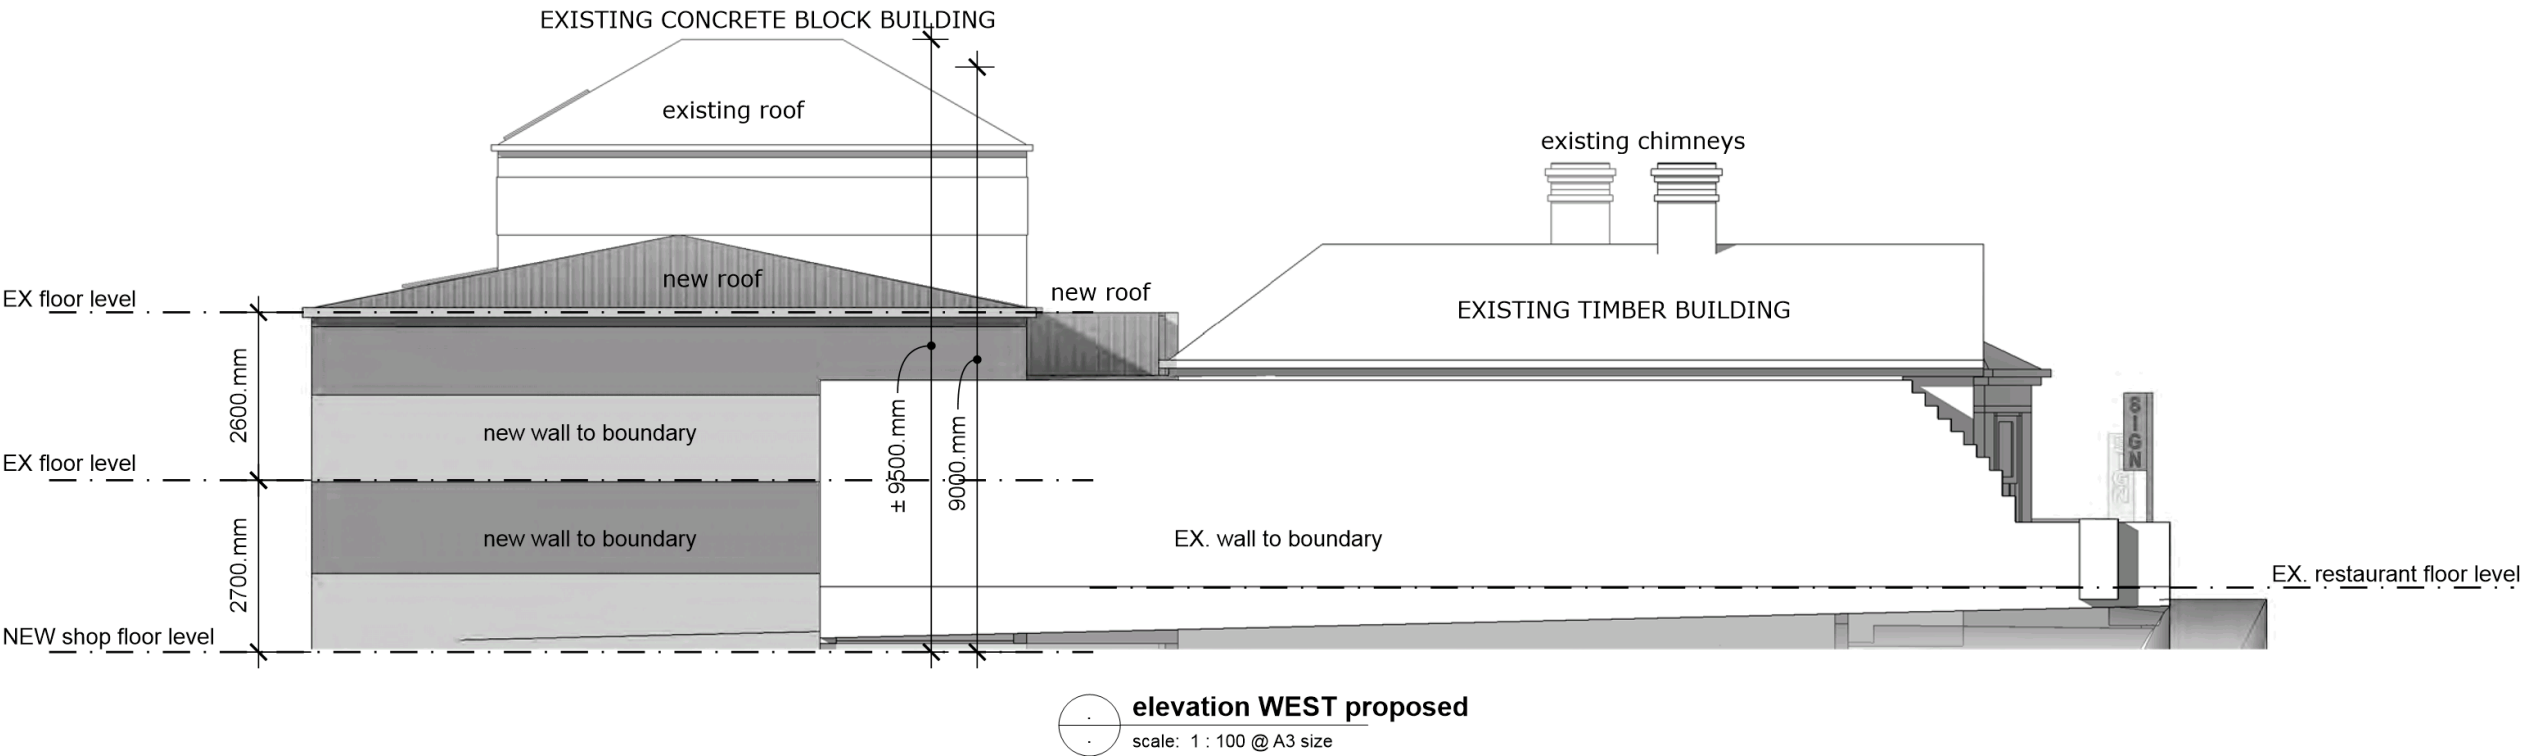 EXISTING CONCRETE BLOCK BUILDING
existing roof
existing chimneys
new roof
new roof
EX floor level
EXISTING TIMBER BUILDING
2600.mm
new wall to boundary
± 9500.mm
9000.mm
SIGN
EX floor level
2700.mm
new wall to boundary
EX. wall to boundary
EX. restaurant floor level
NEW shop floor level
elevation WEST proposed
scale: 1 : 100 @ A3 size